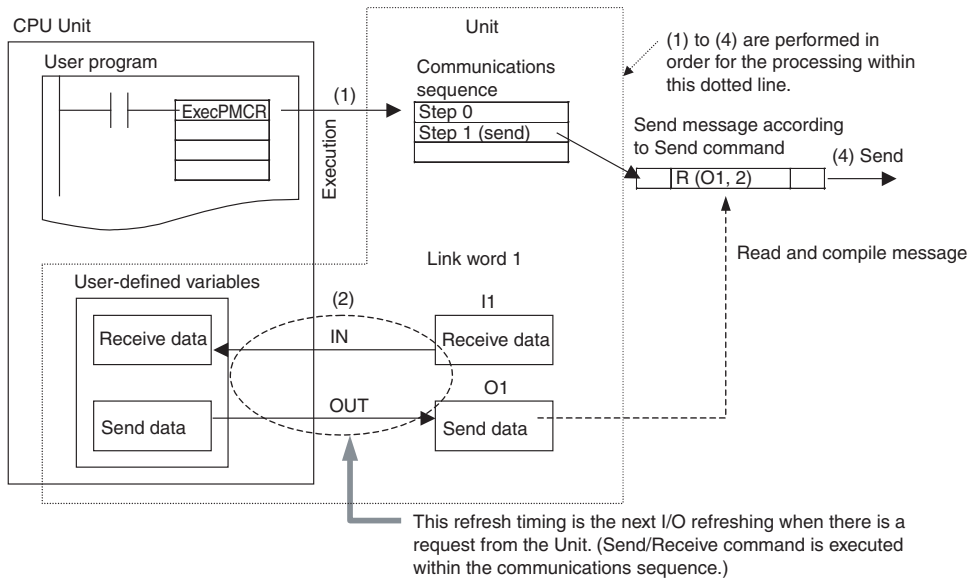 CPU Unit
User program
ExecPMCR
(1)
Execution
Unit
Communications
sequence
Step 0
Step 1 (send)
(1) to (4) are performed in
order for the processing within
this dotted line.
Send message according
to Send command
R (O1, 2)
(4) Send
Read and compile message
User-defined variables
Receive data
Send data
(2)
IN
OUT
Link word 1
I1
Receive data
O1
Send data
This refresh timing is the next I/O refreshing when there is a
request from the Unit. (Send/Receive command is executed
within the communications sequence.)